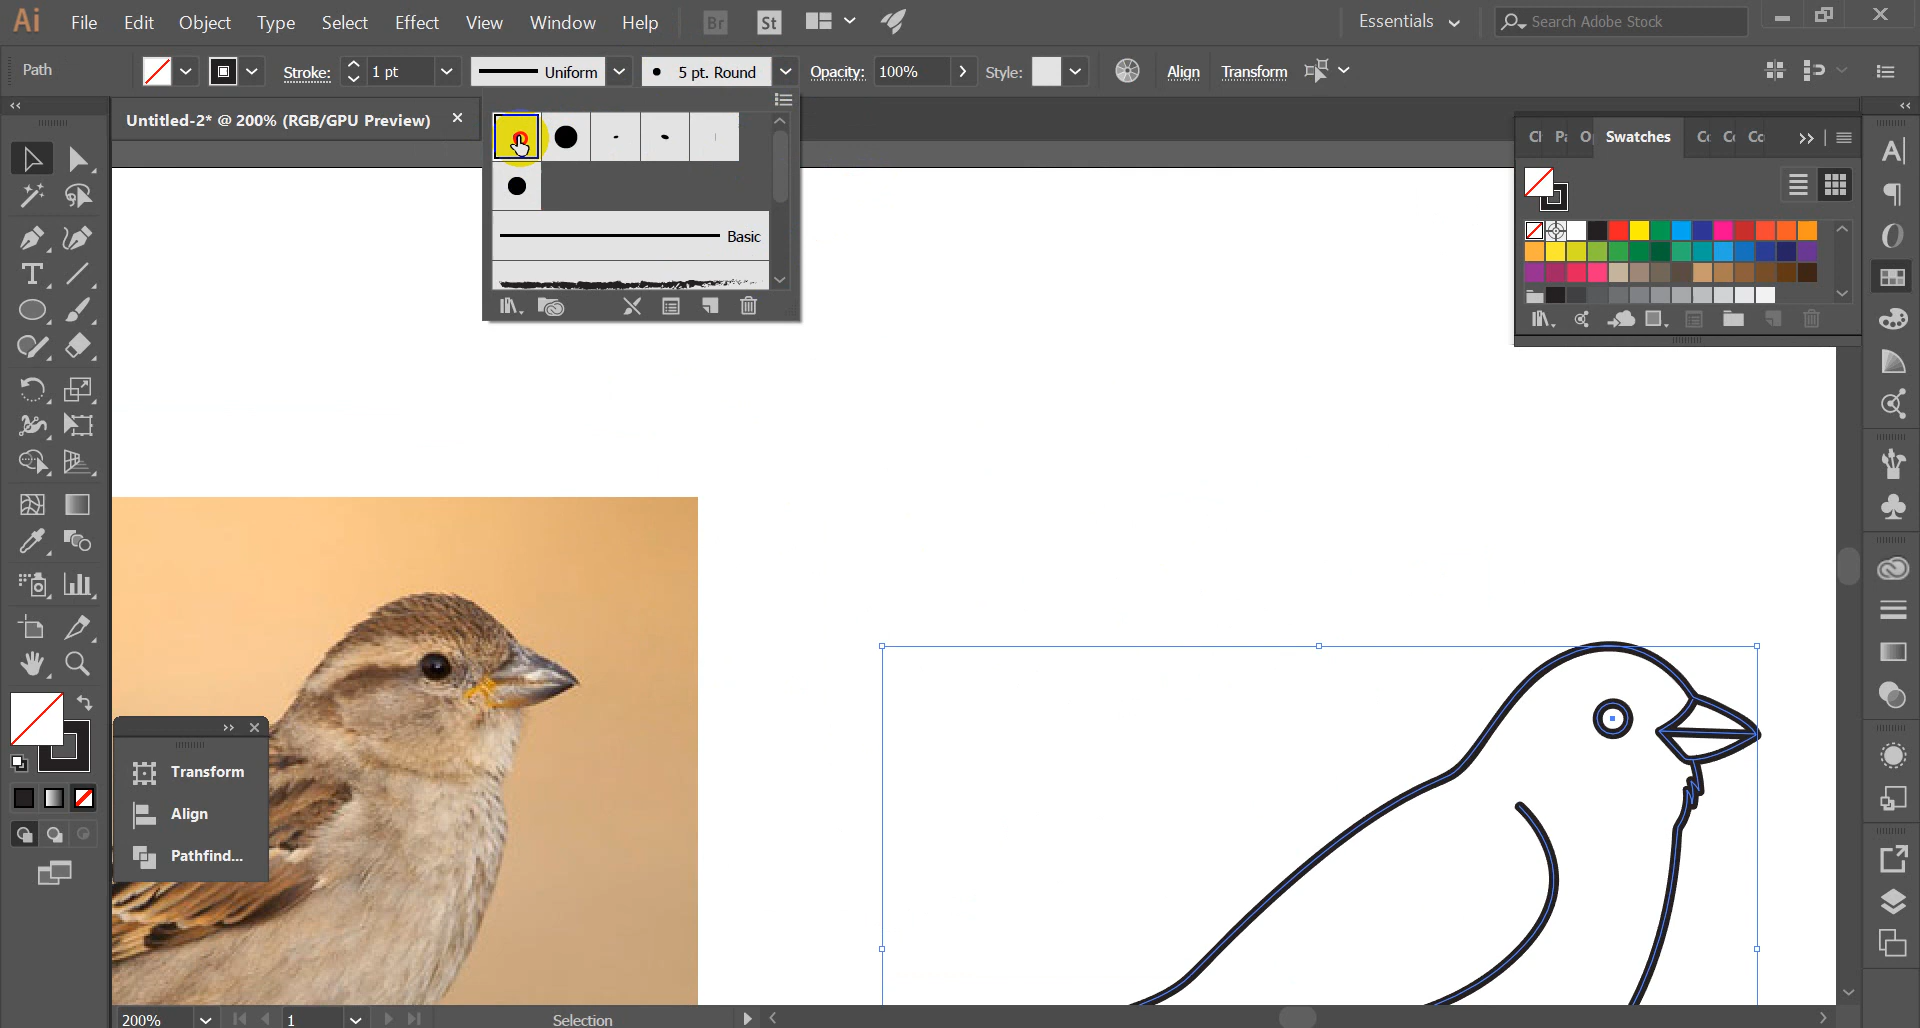 Ai File Edit Object Type Select Effect View Window Help Br St Essentials Search Adobe Stock
Path Stroke: 1 pt Uniform 5 pt. Round Opacity: 100% Style: Align Transform
Untitled-2* @ 200% (RGB/GPU Preview)
Swatches
Basic
Transform
Align
Pathfind...
200% 1 Selection